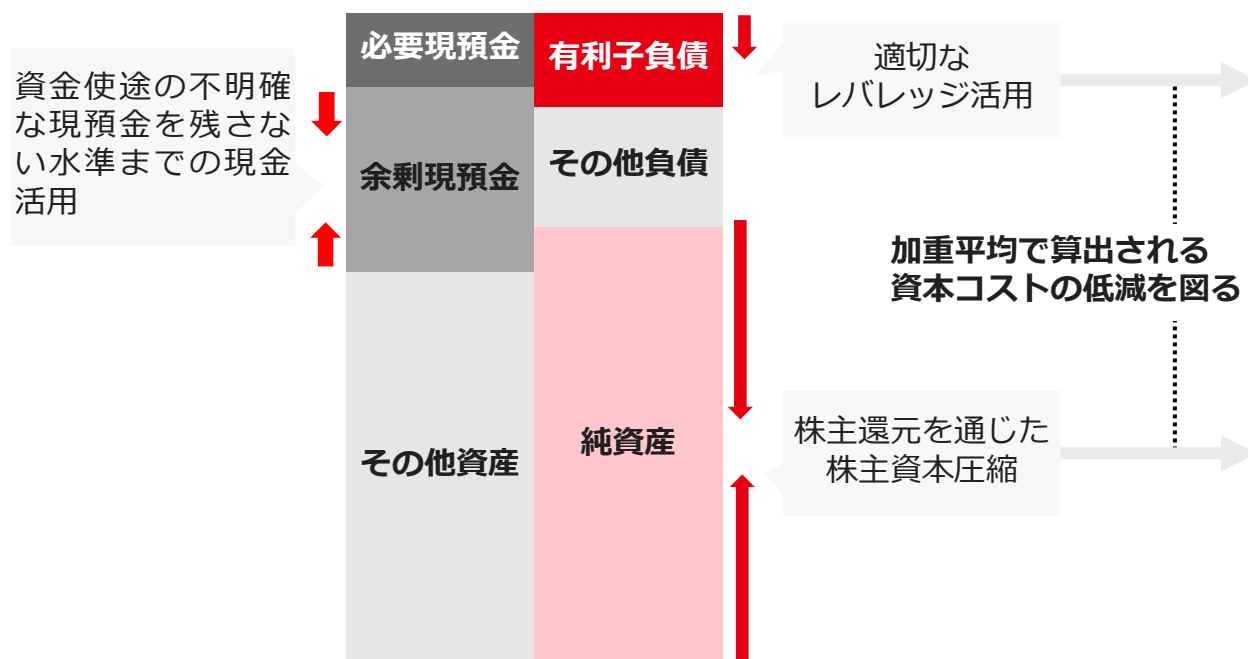 資金使途の不明確
な現預金を残さな
い水準までの現金
活用
必要現預金
余剰現預金
その他資産
有利子負債
その他負債
純資産
適切な
レバレッジ活用
加重平均で算出される
資本コストの低減を図る
株主還元を通じた
株主資本圧縮